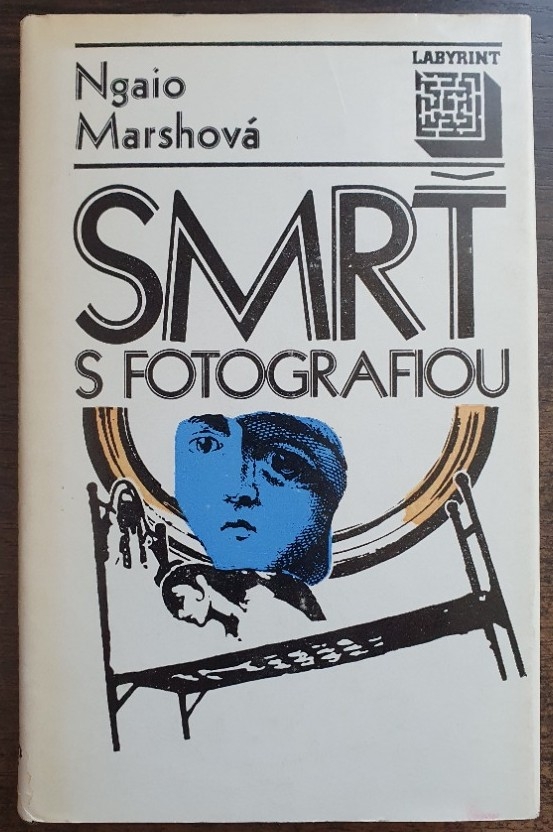 Ngaio
Marshová
LABYRINT
SMRŤ
S FOTOGRAFIOU